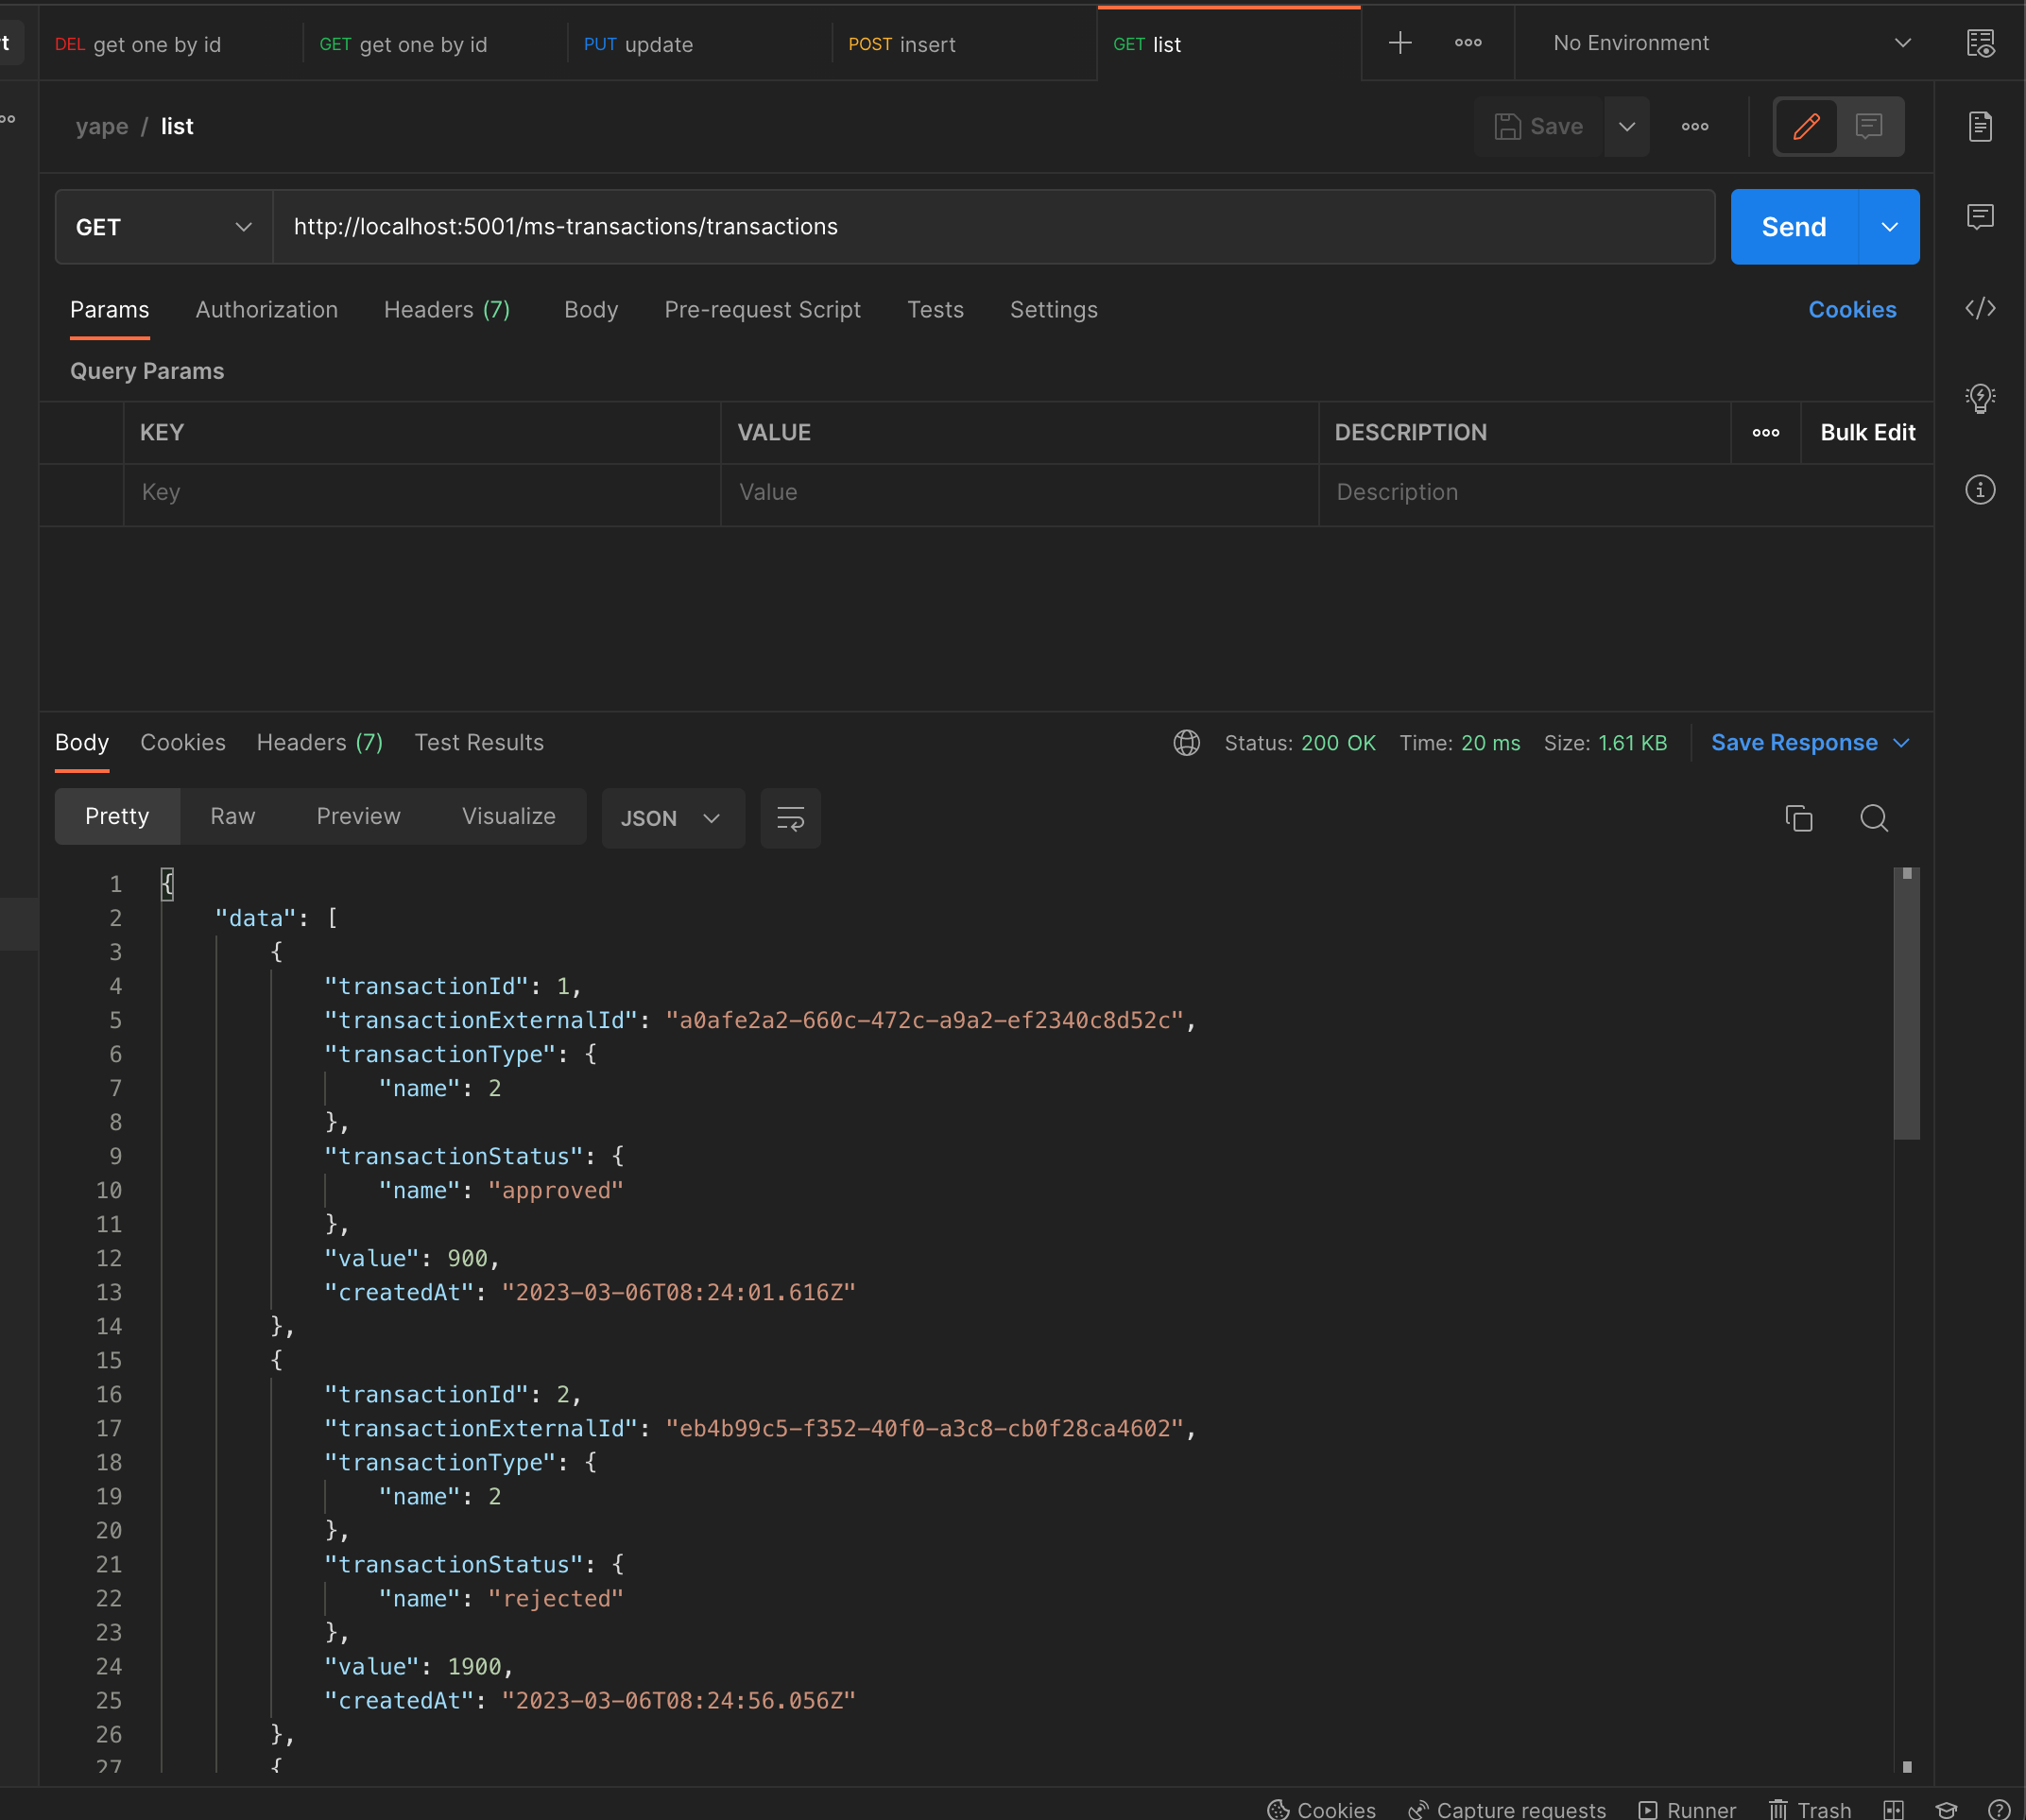 t DEL get one by id GET get one by id PUT update POST insert GET list No Environment
yape / list Save
GET http://localhost:5001/ms-transactions/transactions Send
Params Authorization Headers (7) Body Pre-request Script Tests Settings Cookies
Query Params
KEY VALUE DESCRIPTION Bulk Edit
Key Value Description
Body Cookies Headers (7) Test Results Status: 200 OK Time: 20 ms Size: 1.61 KB Save Response
Pretty Raw Preview Visualize JSON
1 {
2 "data": [
3 {
4 "transactionId": 1,
5 "transactionExternalId": "a0afe2a2-660c-472c-a9a2-ef2340c8d52c",
6 "transactionType": {
7 "name": 2
8 },
9 "transactionStatus": {
10 "name": "approved"
11 },
12 "value": 900,
13 "createdAt": "2023-03-06T08:24:01.616Z"
14 },
15 {
16 "transactionId": 2,
17 "transactionExternalId": "eb4b99c5-f352-40f0-a3c8-cb0f28ca4602",
18 "transactionType": {
19 "name": 2
20 },
21 "transactionStatus": {
22 "name": "rejected"
23 },
24 "value": 1900,
25 "createdAt": "2023-03-06T08:24:56.056Z"
26 },
27 {
Cookies Capture requests Runner Trash